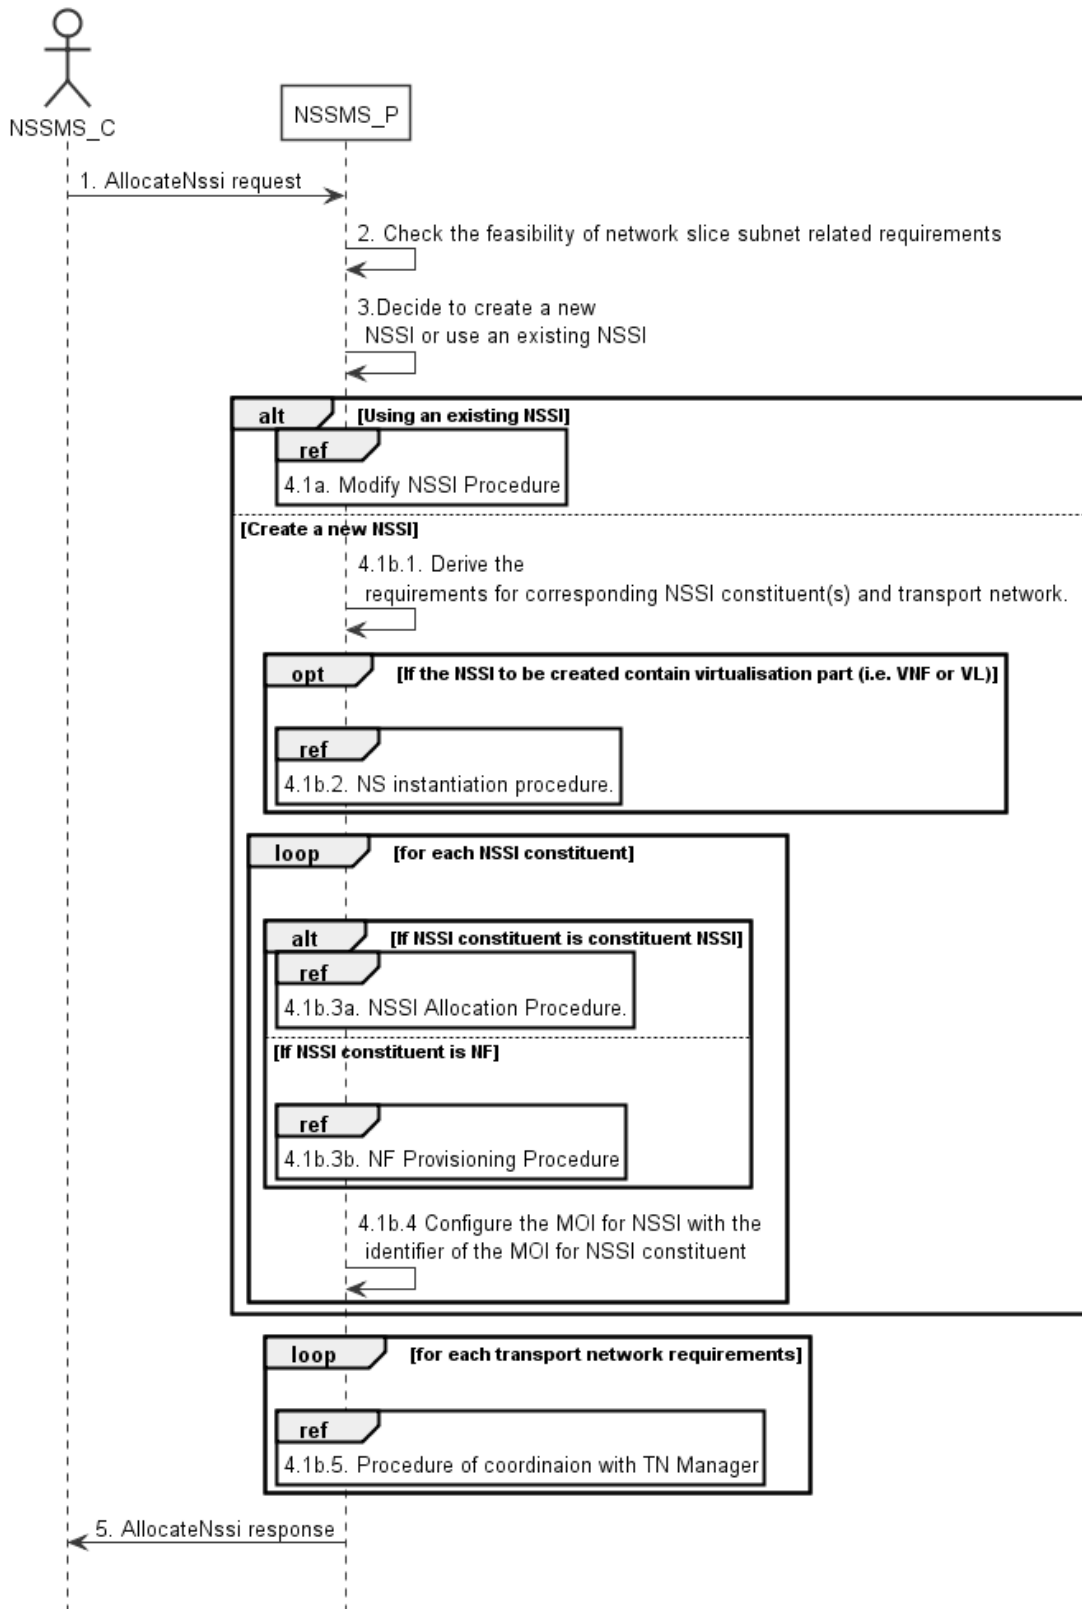 NSSMS_C
NSSMS_P
1. AllocateNssi request
2. Check the feasibility of network slice subnet related requirements
3.Decide to create a new
NSSI or use an existing NSSI
alt [Using an existing NSSI]
ref
4.1a. Modify NSSI Procedure
[Create a new NSSI]
4.1b.1. Derive the
requirements for corresponding NSSI constituent(s) and transport network.
opt [If the NSSI to be created contain virtualisation part (i.e. VNF or VL)]
ref
4.1b.2. NS instantiation procedure.
loop [for each NSSI constituent]
alt [If NSSI constituent is constituent NSSI]
ref
4.1b.3a. NSSI Allocation Procedure.
[If NSSI constituent is NF]
ref
4.1b.3b. NF Provisioning Procedure
4.1b.4 Configure the MOI for NSSI with the
identifier of the MOI for NSSI constituent
loop [for each transport network requirements]
ref
4.1b.5. Procedure of coordinaion with TN Manager
5. AllocateNssi response